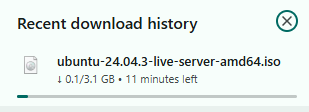 Recent download history
ubuntu-24.04.3-live-server-amd64.iso
↓ 0.1/3.1 GB • 11 minutes left